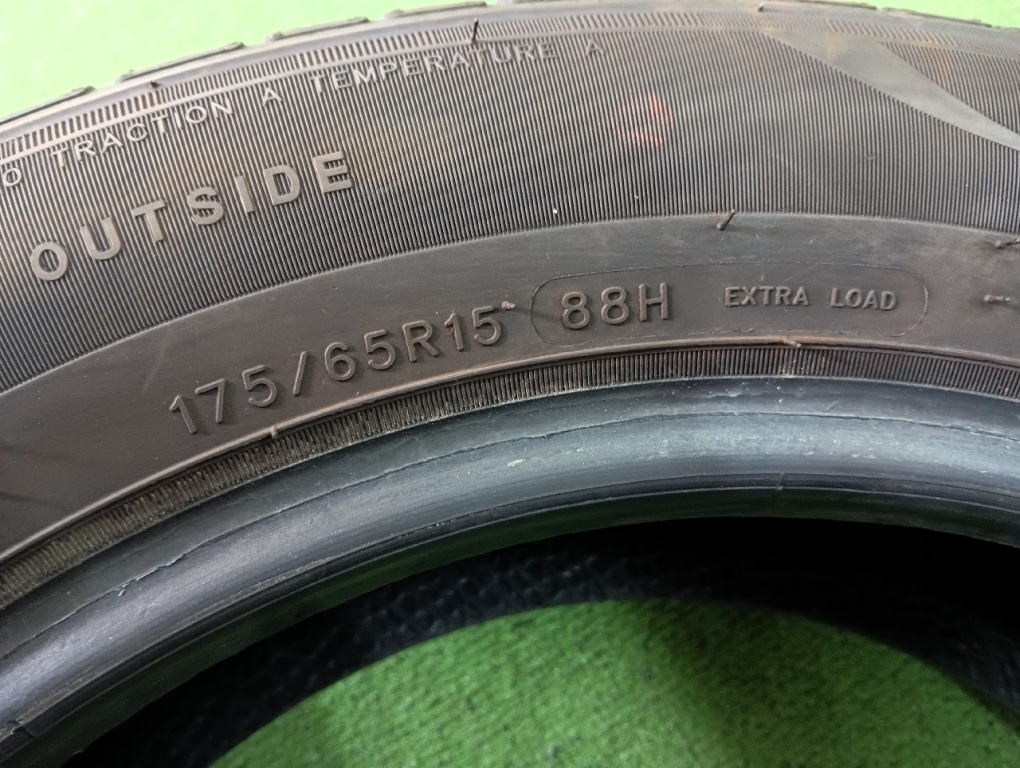 TRACTION A TEMPERATURE A
OUTSIDE
175/65R15 88H EXTRA LOAD